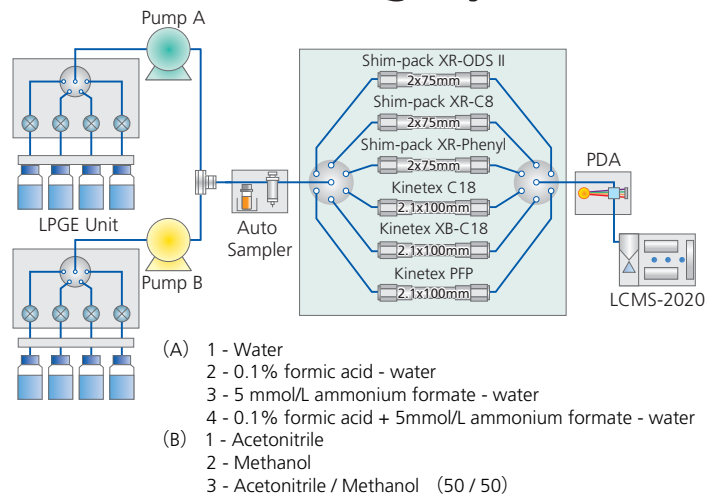 Pump A
Shim-pack XR-ODS II
2x75mm
Shim-pack XR-C8
2x75mm
Shim-pack XR-Phenyl
2x75mm
PDA
Kinetex C18
2.1x100mm
LPGE Unit
Auto
Sampler
Kinetex XB-C18
2.1x100mm
Pump B
Kinetex PFP
2.1x100mm
LCMS-2020
(A) 1 - Water
2 - 0.1% formic acid - water
3 - 5 mmol/L ammonium formate - water
4 - 0.1% formic acid + 5mmol/L ammonium formate - water
(B) 1 - Acetonitrile
2 - Methanol
3 - Acetonitrile / Methanol (50 / 50)